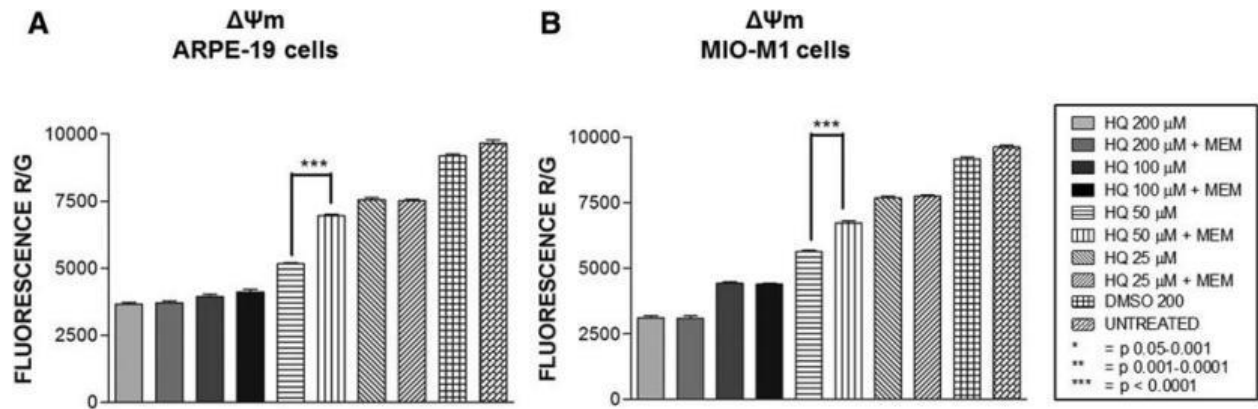 A
ΔΨm
ARPE-19 cells
FLUORESCENCE R/G
10000
7500
5000
2500
0
***
B
ΔΨm
MIO-M1 cells
FLUORESCENCE R/G
10000
7500
5000
2500
0
***
HQ 200 μM
HQ 200 μM + MEM
HQ 100 μM
HQ 100 μM + MEM
HQ 50 μM
HQ 50 μM + MEM
HQ 25 μM
HQ 25 μM + MEM
DMSO 200
UNTREATED
* = p 0.05-0.001
** = p 0.001-0.0001
*** = p < 0.0001